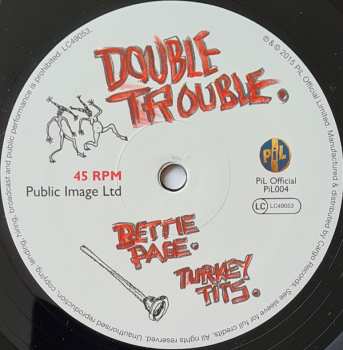 DOUBLE
TROUBLE.
45 RPM
Public Image Ltd
PiL
PiL Official
PiL004
LC LC49053
BETTIE
PAGE.
TURKEY
TITS.
℗ & © 2015 PiL Official Limited. Manufactured & distributed by Cargo Records. See sleeve for full credits. All rights reserved. Unauthorised reproduction, copying, lending, hiring, broadcast and public performance is prohibited. LC49053.